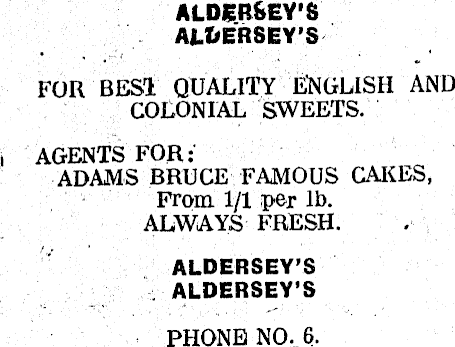 ALDERSEY'S
ALDERSEY'S
FOR BEST QUALITY ENGLISH AND
COLONIAL SWEETS.
AGENTS FOR:
ADAMS BRUCE FAMOUS CAKES,
From 1/1 per lb.
ALWAYS FRESH.
ALDERSEY'S
ALDERSEY'S
PHONE NO. 6.